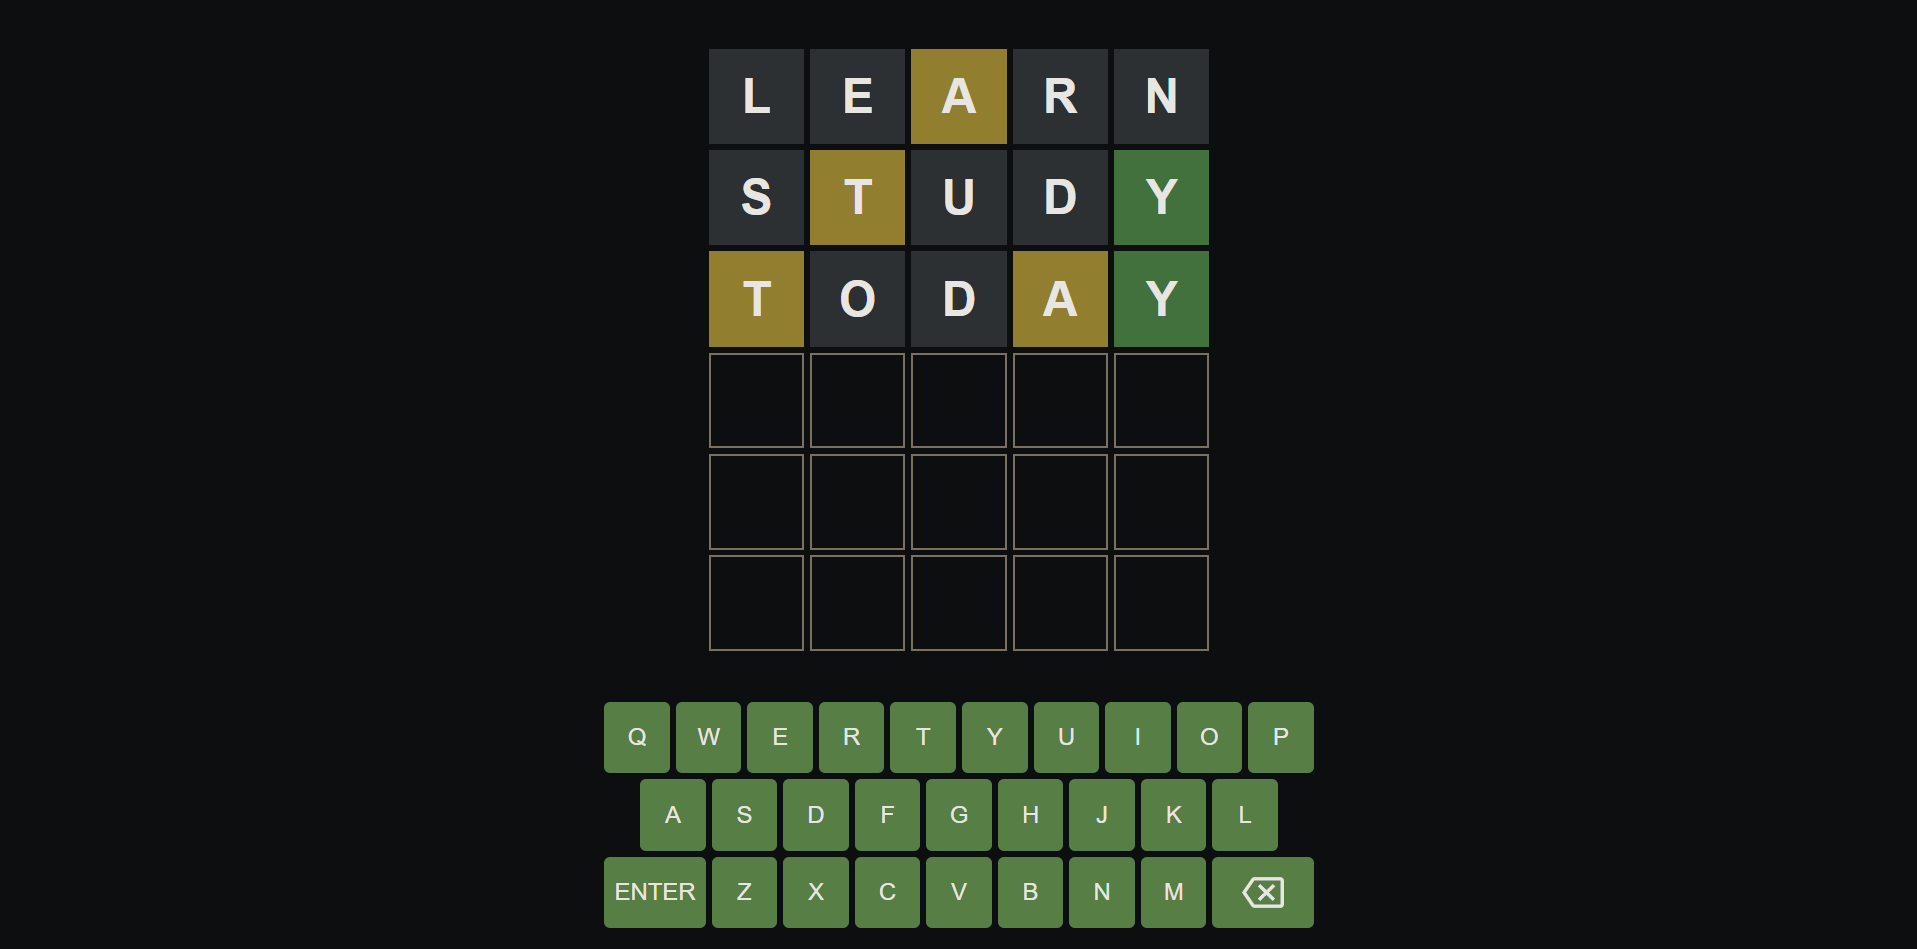 L E A R N
S T U D Y
T O D A Y
Q W E R T Y U I O P
A S D F G H J K L
ENTER Z X C V B N M